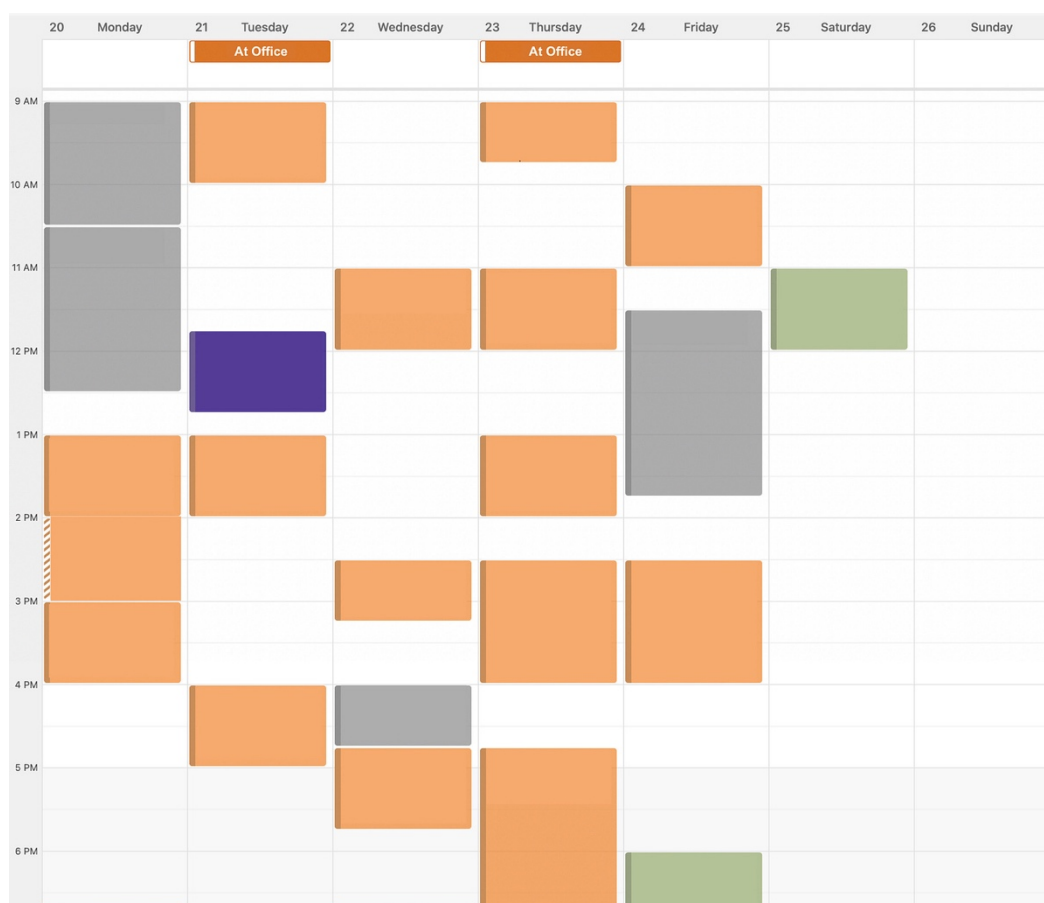 20 Monday 21 Tuesday 22 Wednesday 23 Thursday 24 Friday 25 Saturday 26 Sunday
At Office At Office
9 AM
10 AM
11 AM
12 PM
1 PM
2 PM
3 PM
4 PM
5 PM
6 PM